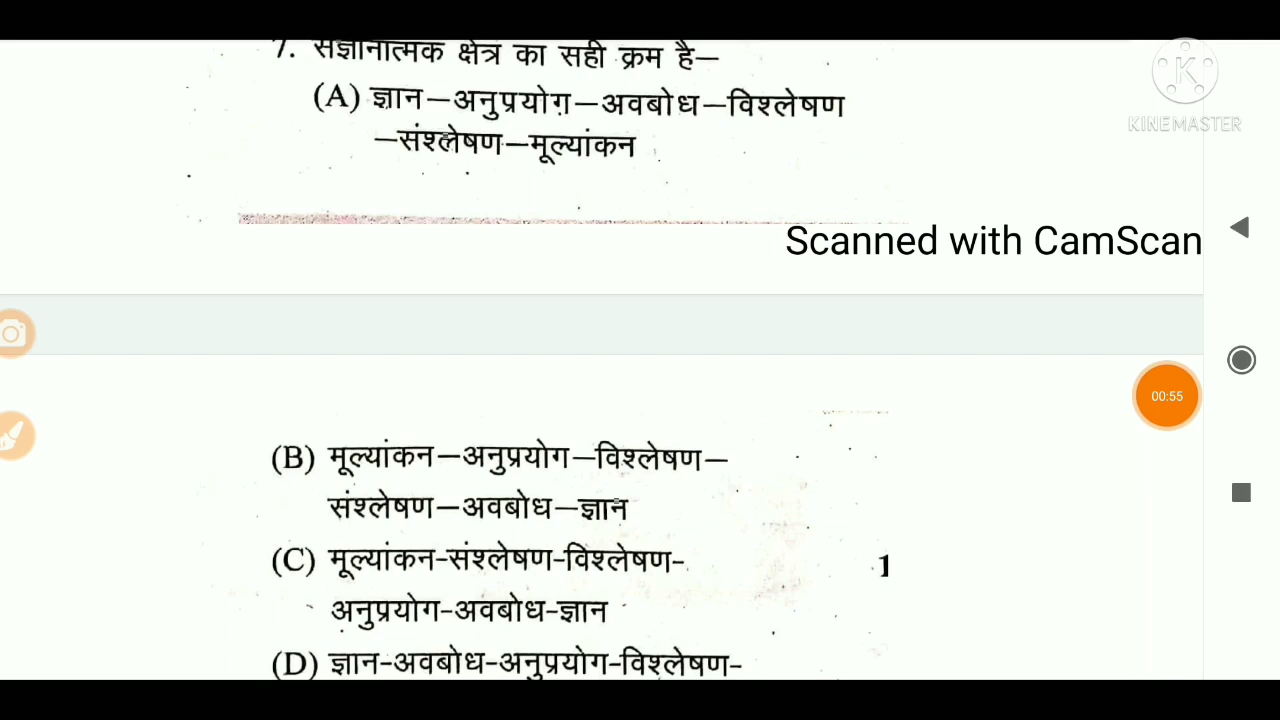 7. संज्ञानात्मक क्षेत्र का सही क्रम है—
(A) ज्ञान—अनुप्रयोग—अवबोध—विश्लेषण
—संश्लेषण—मूल्यांकन
KINEMASTER
Scanned with CamScan
00:55
(B) मूल्यांकन—अनुप्रयोग—विश्लेषण—
संश्लेषण—अवबोध—ज्ञान
(C) मूल्यांकन-संश्लेषण-विश्लेषण-
1
अनुप्रयोग-अवबोध-ज्ञान
(D) ज्ञान-अवबोध-अनुप्रयोग-विश्लेषण-